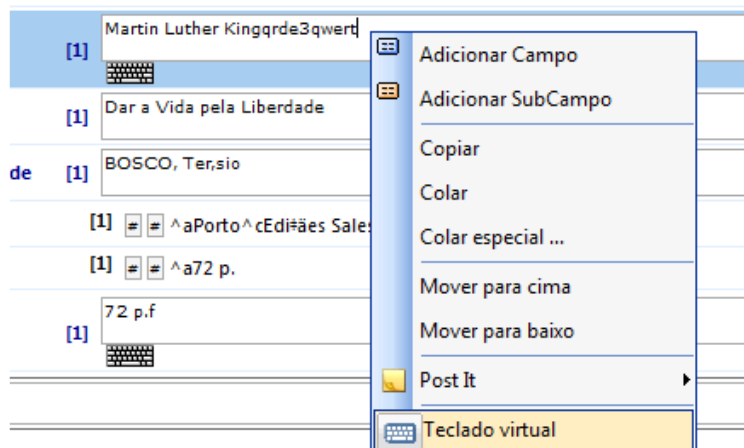 [1] Martin Luther Kingqrde3qwert
[1] Dar a Vida pela Liberdade
de [1] BOSCO, Ter,sio
[1] # # ^aPorto^cEdi‡äes Sales
[1] # # ^a72 p.
[1] 72 p.f
Adicionar Campo
Adicionar SubCampo
Copiar
Colar
Colar especial ...
Mover para cima
Mover para baixo
Post It
Teclado virtual